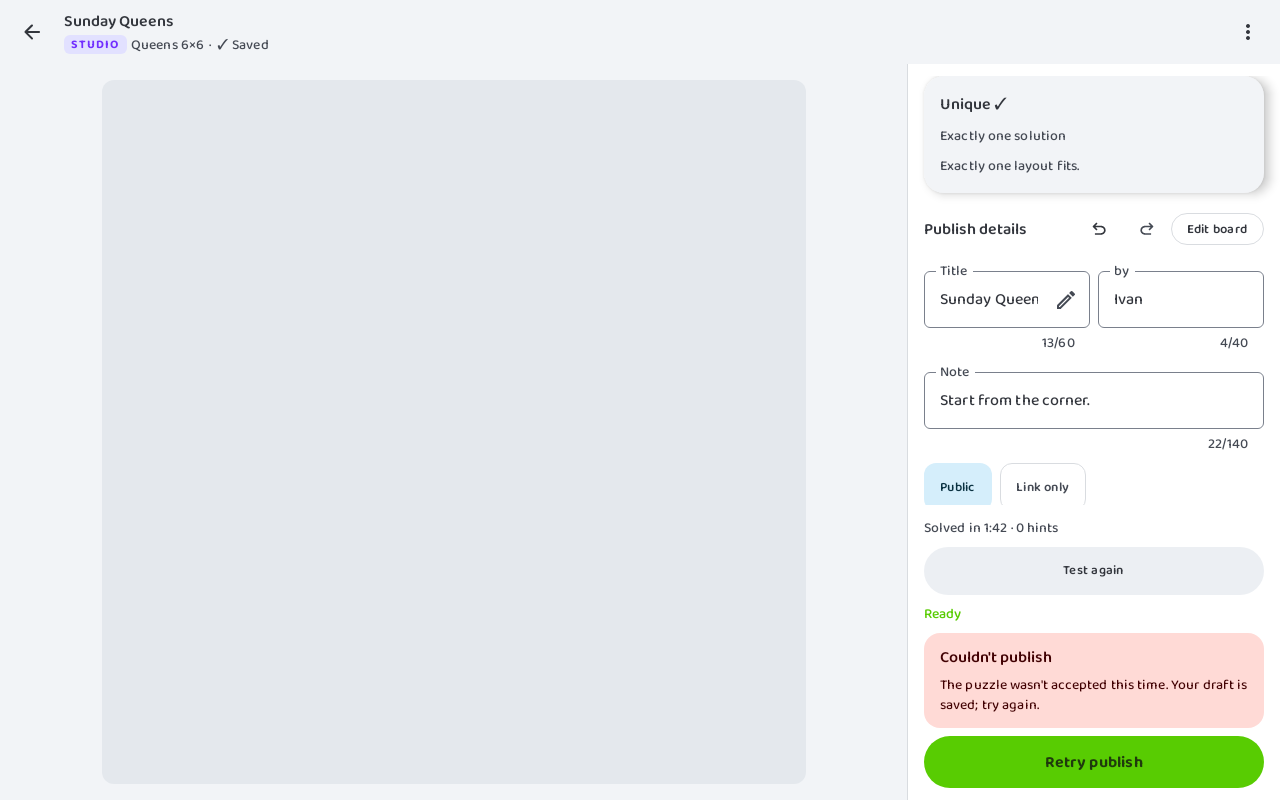 Sunday Queens
STUDIO Queens 6×6 · ✓ Saved
Unique ✓
Exactly one solution
Exactly one layout fits.
Publish details
Edit board
Title
Sunday Queen
13/60
by
Ivan
4/40
Note
Start from the corner.
22/140
Public
Link only
Solved in 1:42 · 0 hints
Test again
Ready
Couldn't publish
The puzzle wasn't accepted this time. Your draft is
saved; try again.
Retry publish